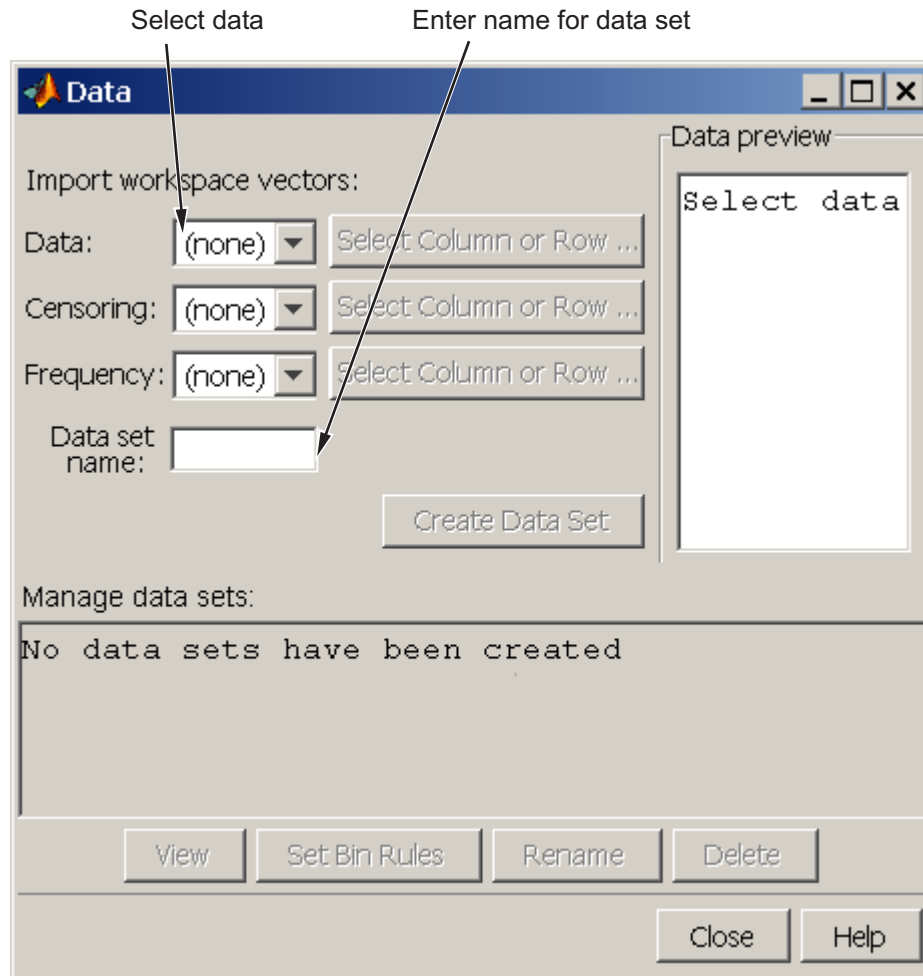 Select data
Enter name for data set
Data
Data preview
Import workspace vectors:
Select data
Data: (none) Select Column or Row ...
Censoring: (none) Select Column or Row ...
Frequency: (none) Select Column or Row ...
Data set
name:
Create Data Set
Manage data sets:
No data sets have been created
View Set Bin Rules Rename Delete
Close Help